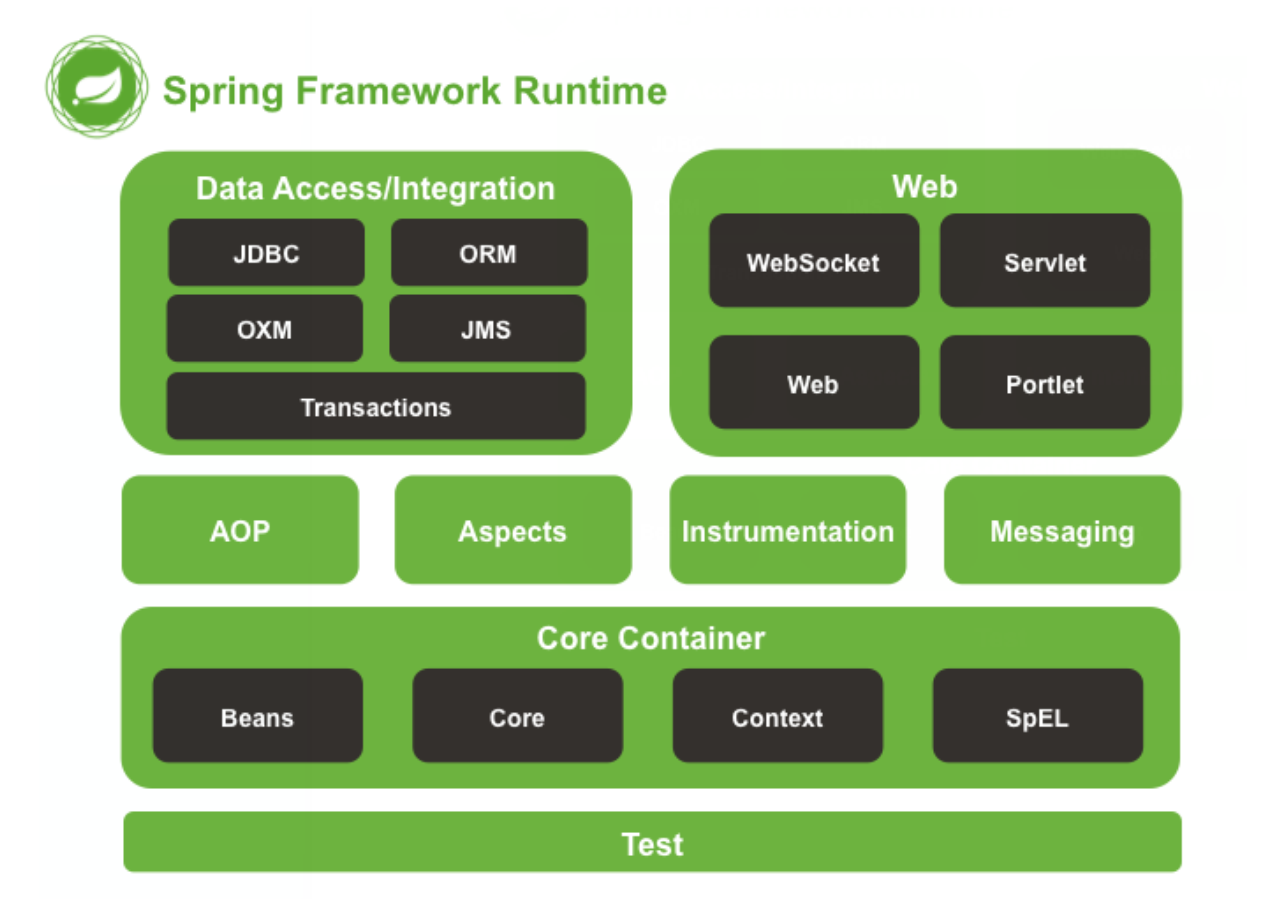 Spring Framework Runtime
Data Access/Integration
JDBC
ORM
OXM
JMS
Transactions
Web
WebSocket
Servlet
Web
Portlet
AOP
Aspects
Instrumentation
Messaging
Core Container
Beans
Core
Context
SpEL
Test